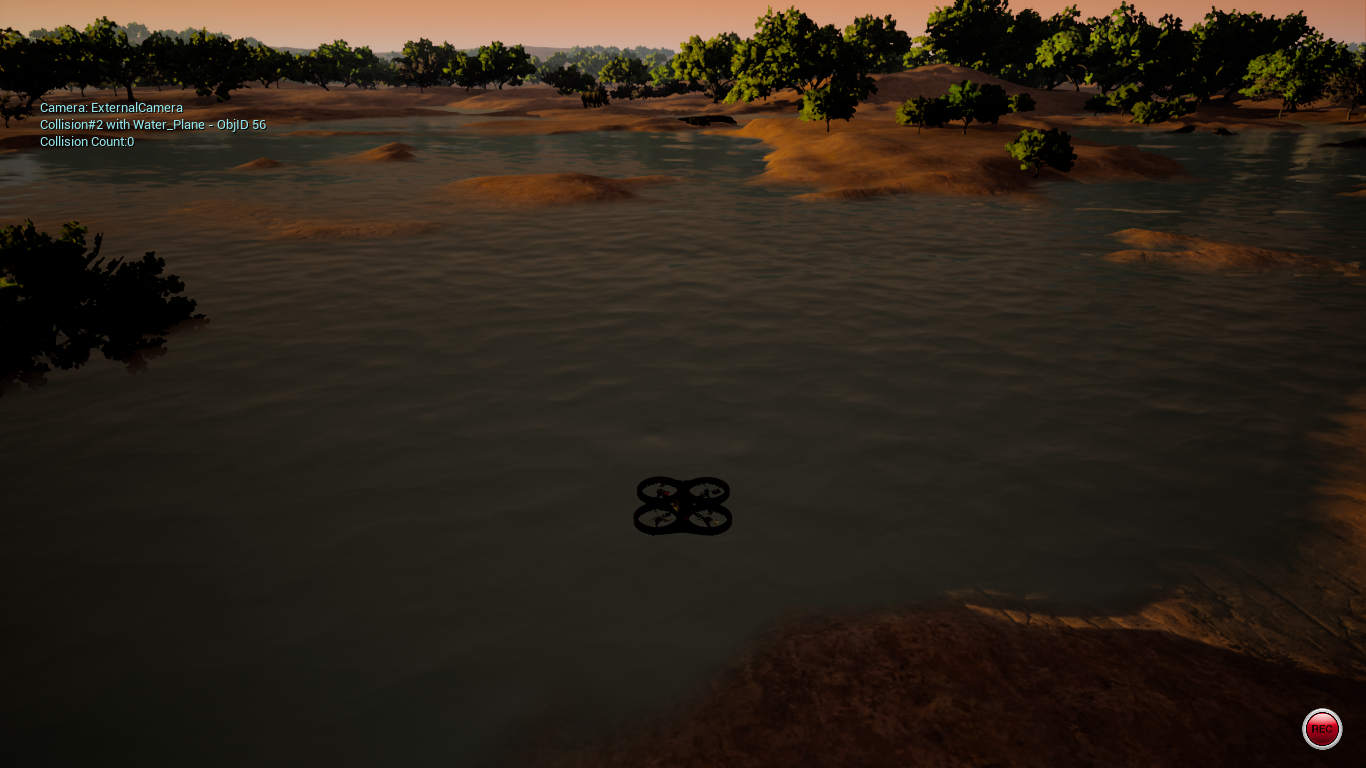 Camera: ExternalCamera
Collision#2 with Water_Plane - ObjID 56
Collision Count:0
REC